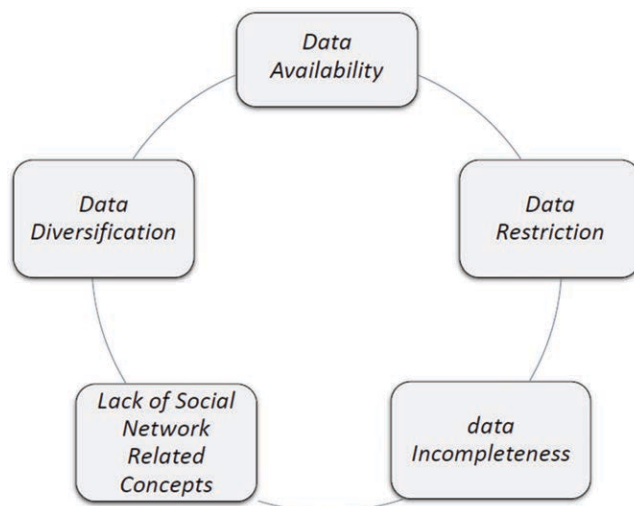 Data
Availability
Data
Diversification
Data
Restriction
Lack of Social
Network
Related
Concepts
data
Incompleteness